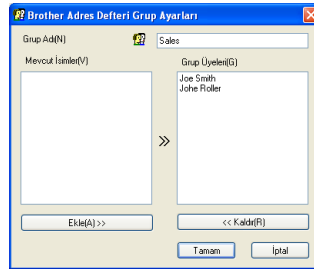 Brother Adres Defteri Grup Ayarları
Grup Ad(N)
Sales
Mevcut İsimler(V)
Grup Üyeleri(G)
Joe Smith
Johe Roller
Ekle(A) >>
<< Kaldır(R)
Tamam
İptal